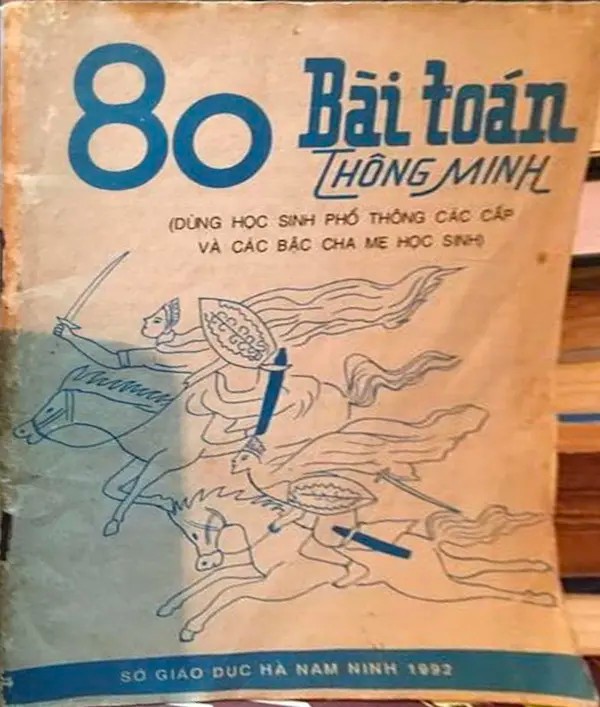 80 Bài toán
THÔNG MINH
(DÙNG HỌC SINH PHỔ THÔNG CÁC CẤP
VÀ CÁC BẬC CHA MẸ HỌC SINH)
SỞ GIÁO DỤC HÀ NAM NINH 1992